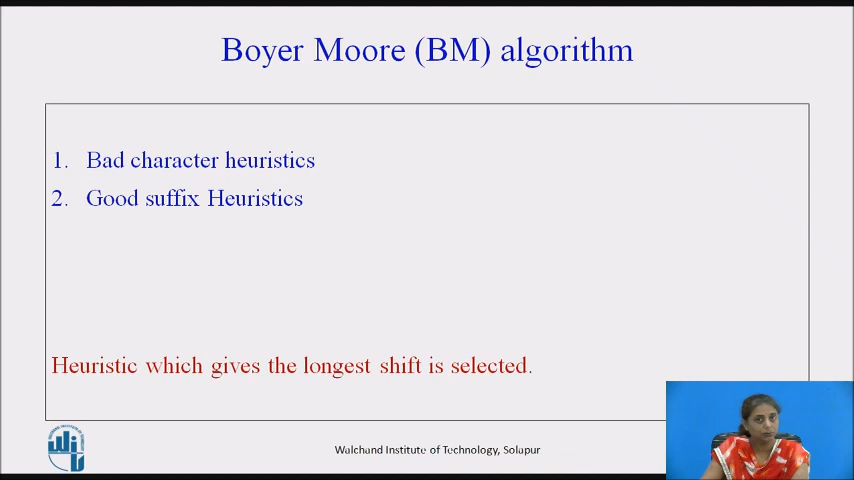 Boyer Moore (BM) algorithm
1. Bad character heuristics
2. Good suffix Heuristics
Heuristic which gives the longest shift is selected.
Walchand Institute of Technology, Solapur